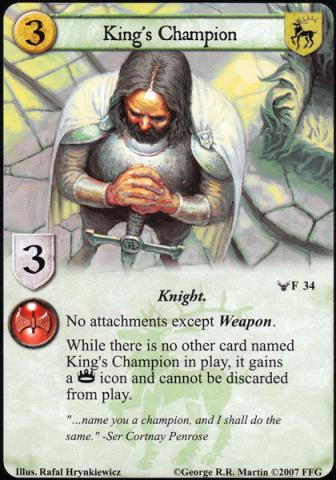 3 King's Champion
3
F 34
Knight.
No attachments except Weapon.
While there is no other card named
King's Champion in play, it gains
a icon and cannot be discarded
from play.
"...name you a champion, and I shall do the
same." -Ser Cortnay Penrose
Illus. Rafal Hrynkiewicz ©George R.R. Martin ©2007 FFG